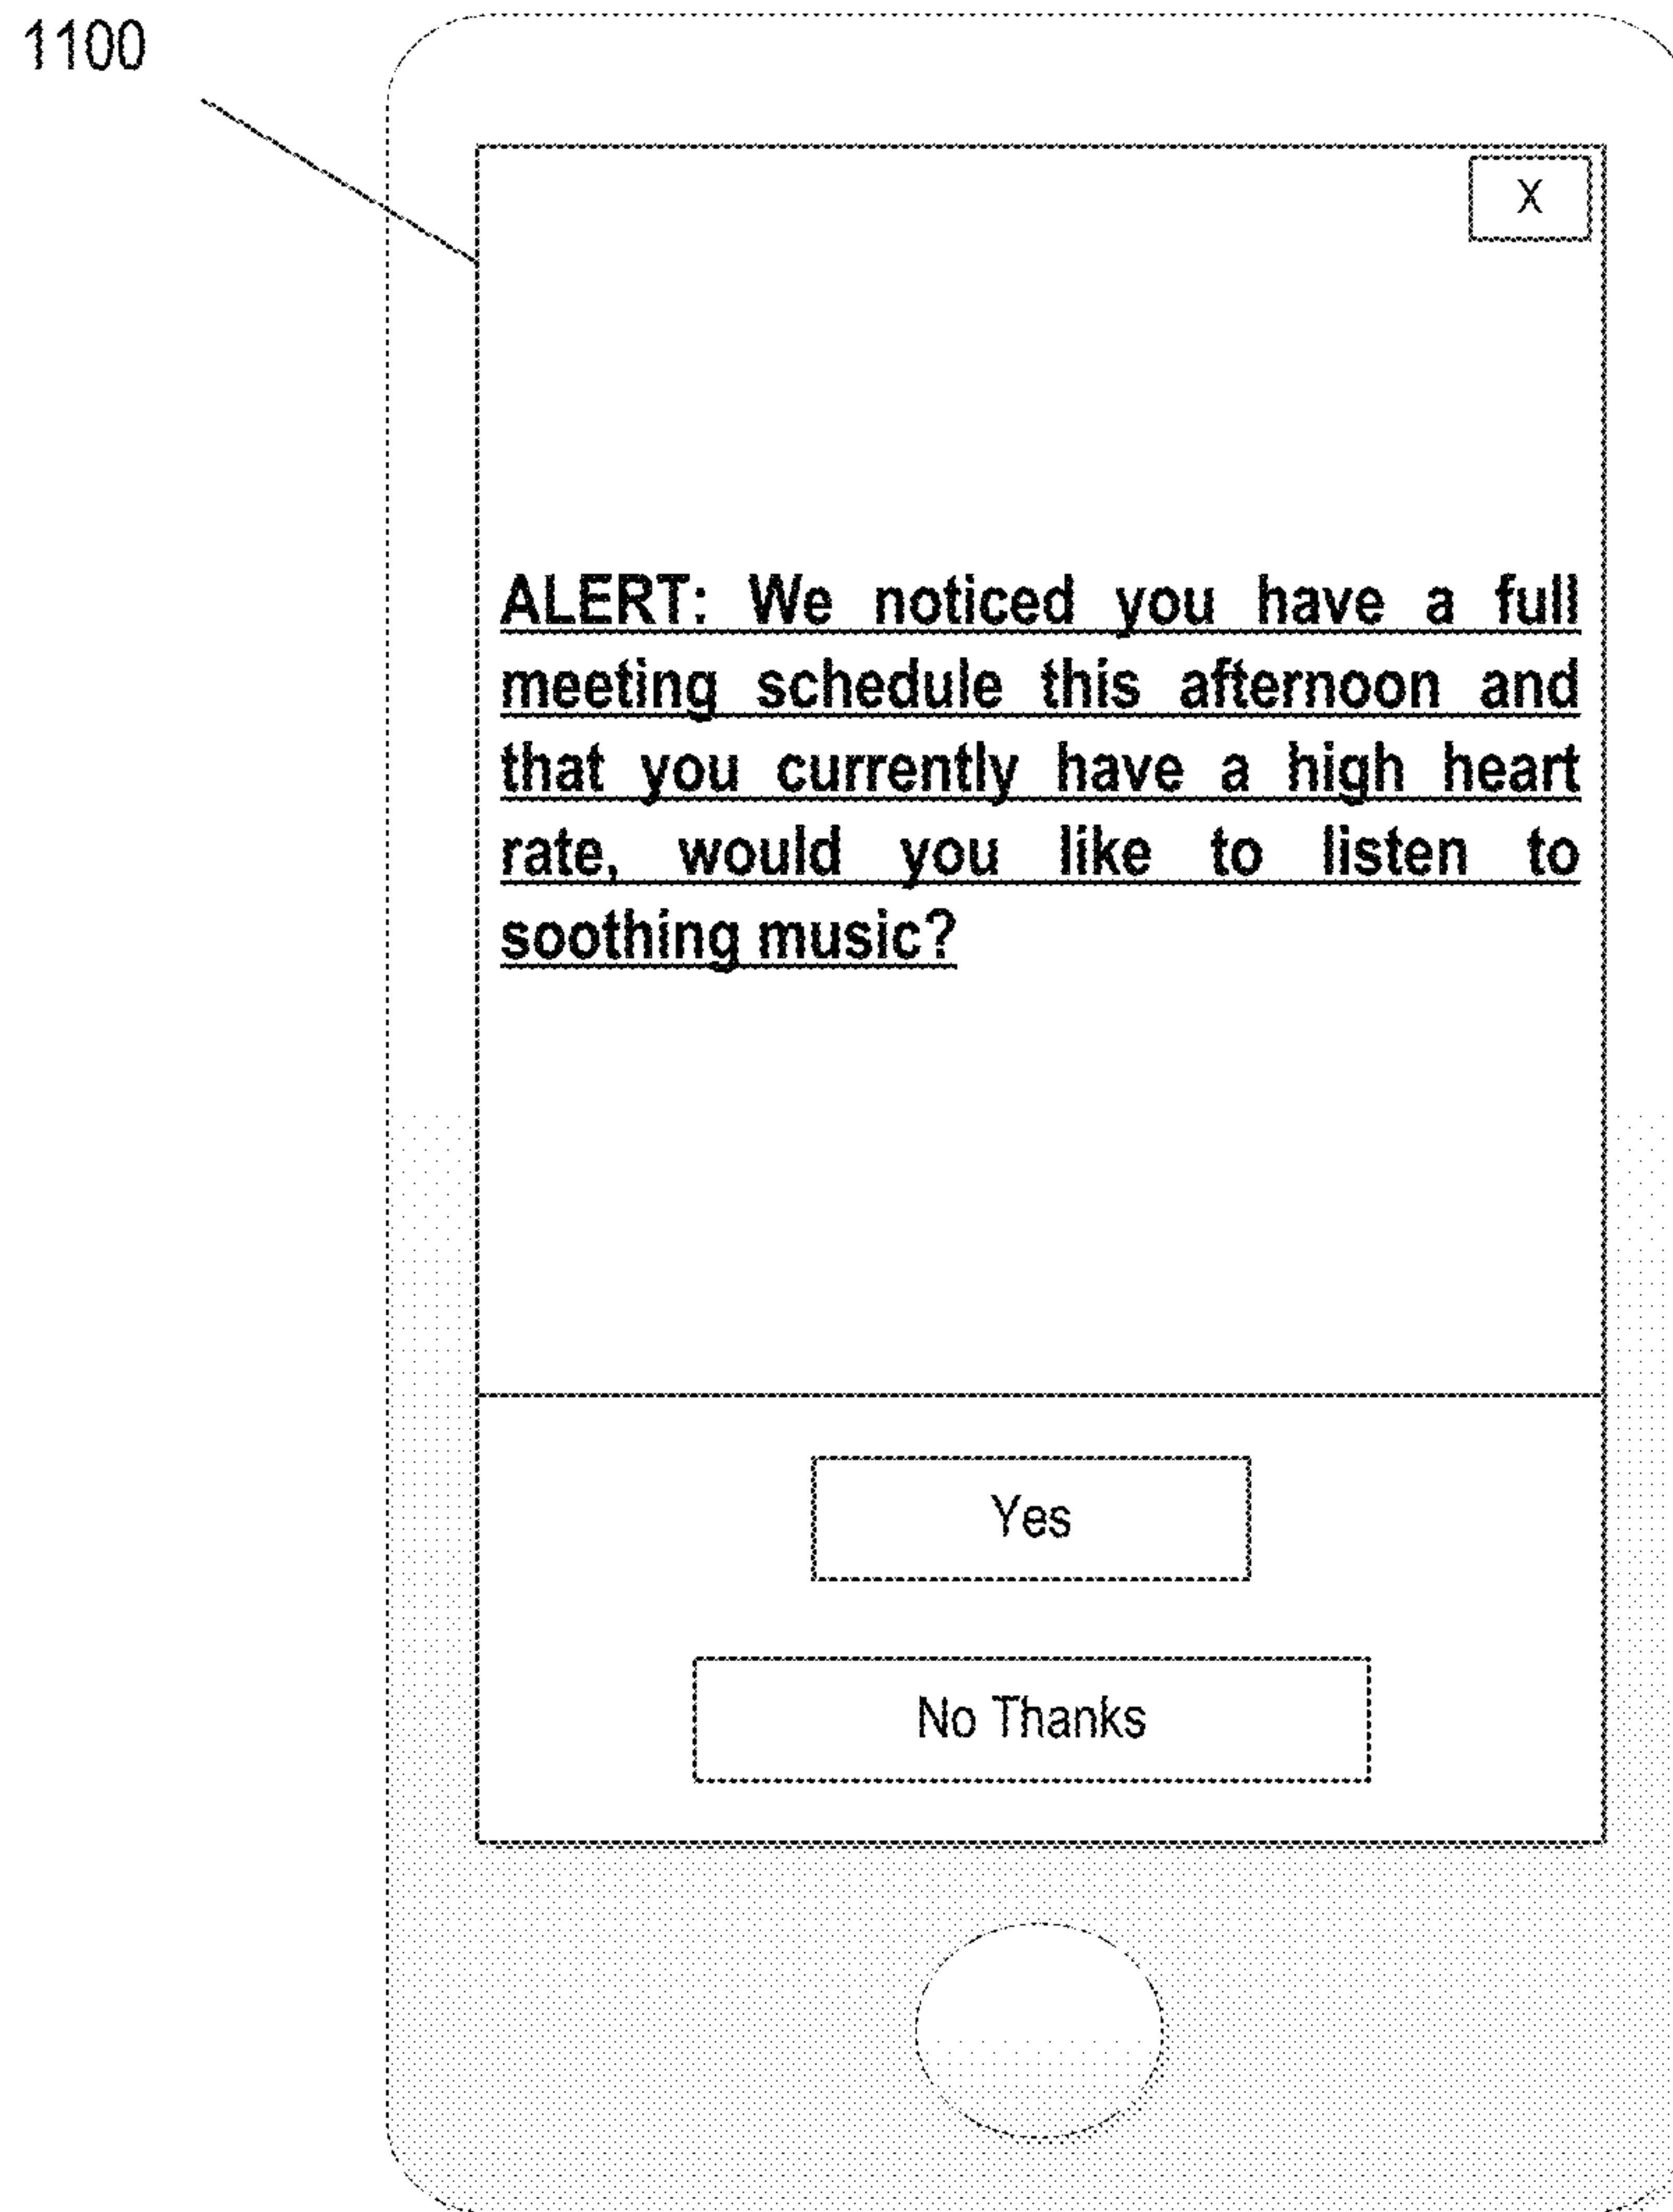 1100
X
ALERT: We noticed you have a full
meeting schedule this afternoon and
that you currently have a high heart
rate, would you like to listen to
soothing music?
Yes
No Thanks